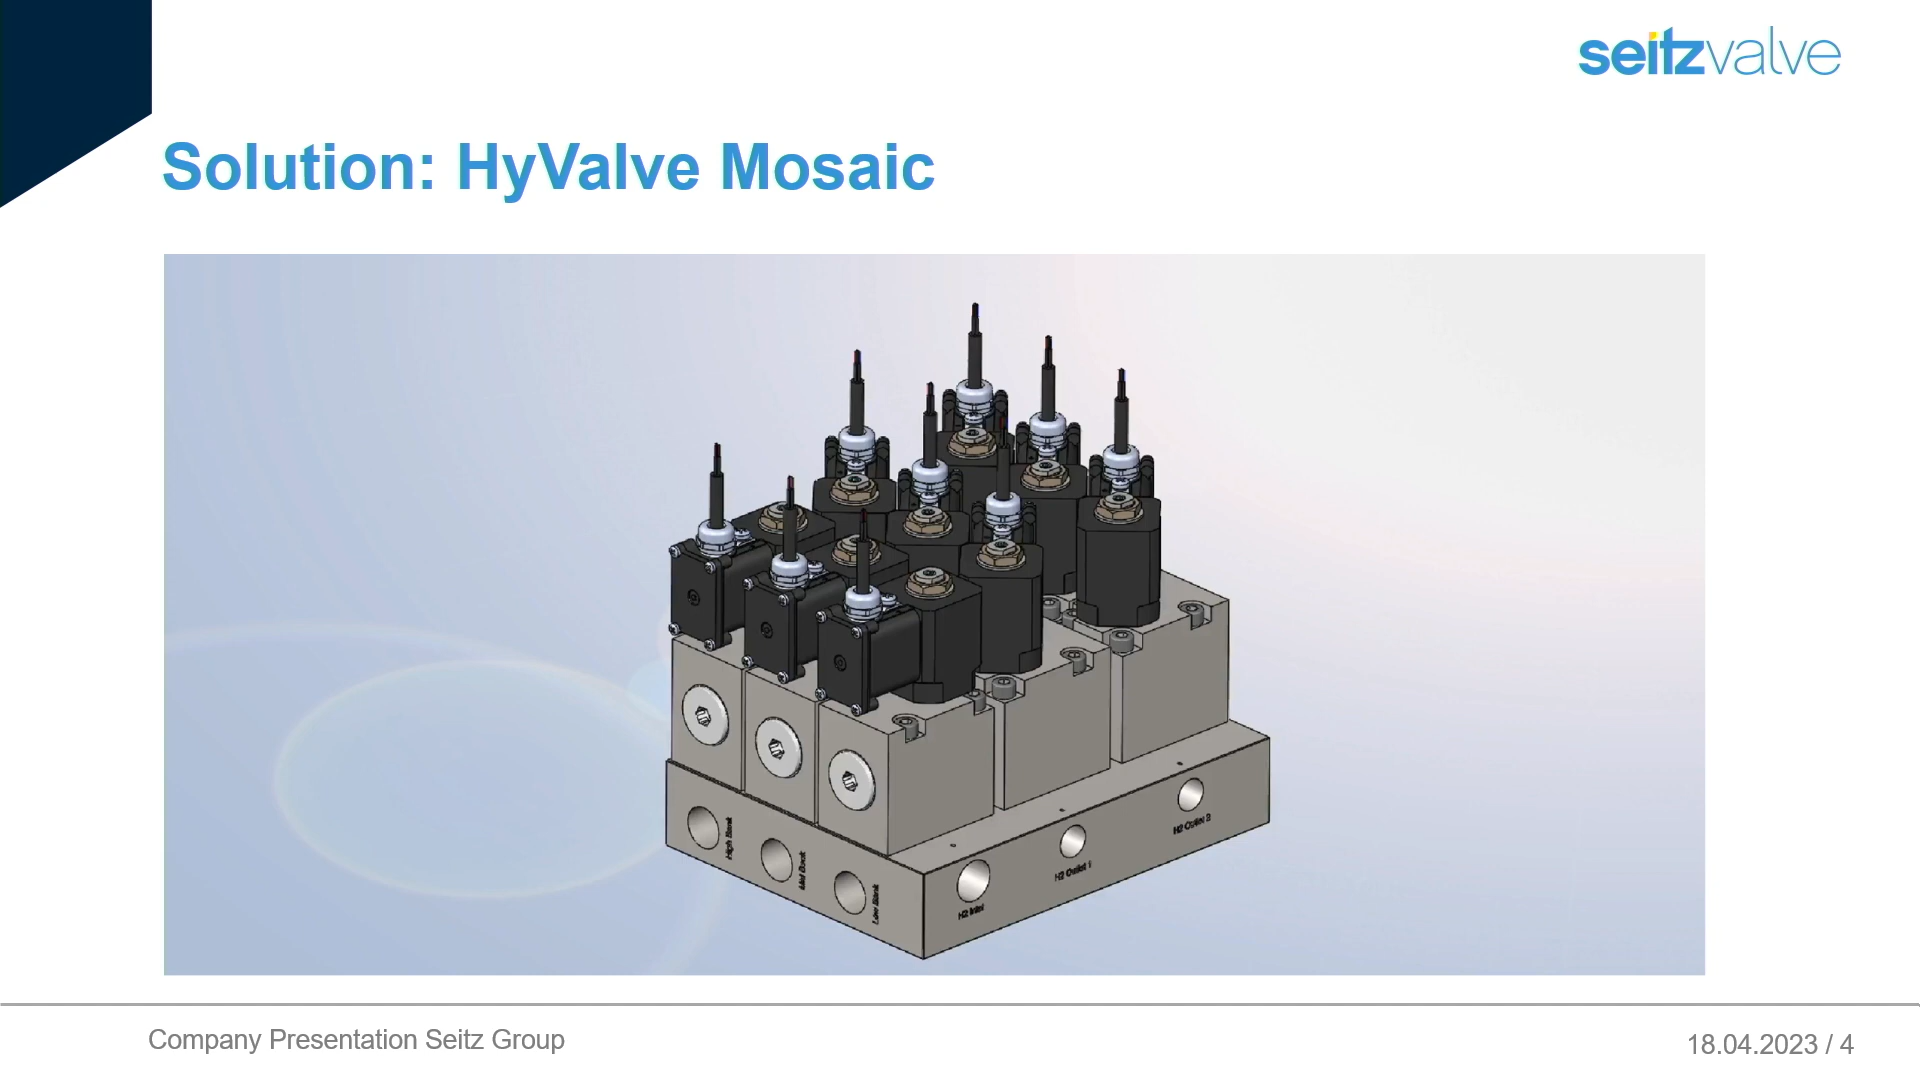 seitzvalve
Solution: HyValve Mosaic
High Bank
Mid Bank
Low Bank
H2 Inlet
H2 Outlet 1
H2 Outlet 2
Company Presentation Seitz Group
18.04.2023 / 4